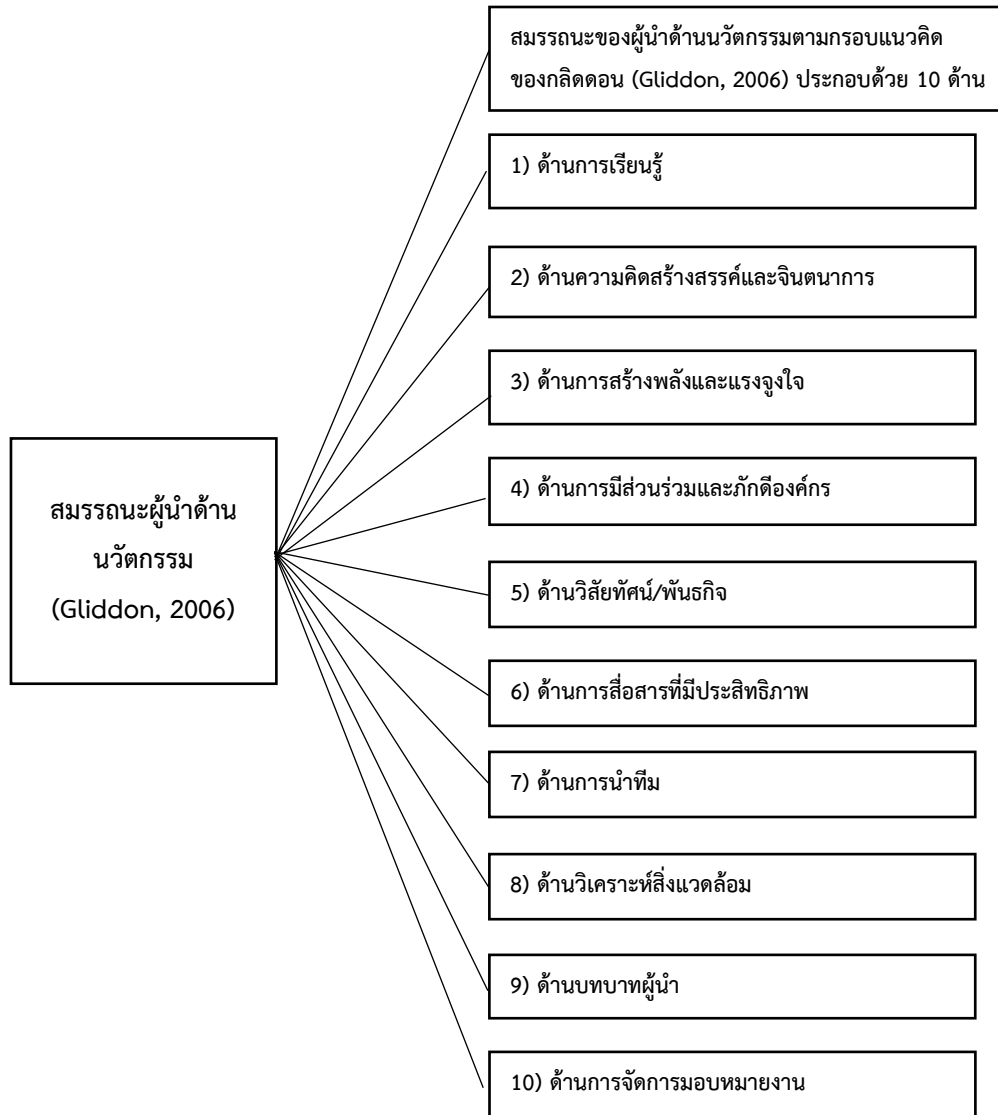 สมรรถนะของผู้นำด้านนวัตกรรมตามกรอบแนวคิด
ของกลิดดอน (Gliddon, 2006) ประกอบด้วย 10 ด้าน
1) ด้านการเรียนรู้
2) ด้านความคิดสร้างสรรค์และจินตนาการ
3) ด้านการสร้างพลังและแรงจูงใจ
สมรรถนะผู้นำด้าน
นวัตกรรม
(Gliddon, 2006)
4) ด้านการมีส่วนร่วมและภักดีองค์กร
5) ด้านวิสัยทัศน์/พันธกิจ
6) ด้านการสื่อสารที่มีประสิทธิภาพ
7) ด้านการนำทีม
8) ด้านวิเคราะห์สิ่งแวดล้อม
9) ด้านบทบาทผู้นำ
10) ด้านการจัดการมอบหมายงาน